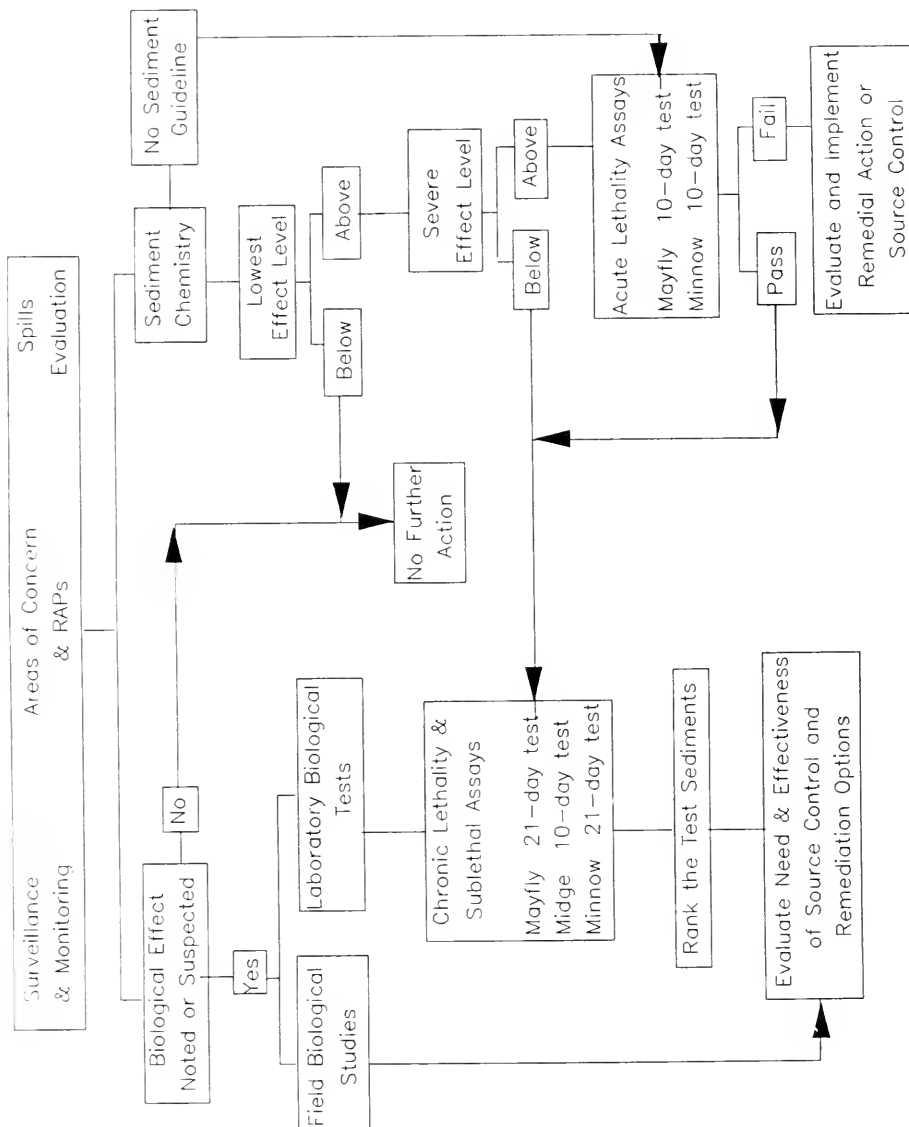 Surveillance
& Monitoring
Areas of Concern
& RAPs
Spills
Evaluation
Biological Effect
Noted or Suspected
No
Yes
Field Biological
Studies
Laboratory Biological
Tests
Sediment
Chemistry
No Sediment
Guideline
Lowest
Effect Level
Below
Above
No Further
Action
Severe
Effect Level
Below
Above
Chronic Lethality &
Sublethal Assays
Mayfly 21-day test
Midge 10-day test
Minnow 21-day test
Acute Lethality Assays
Mayfly 10-day test
Minnow 10-day test
Pass
Fail
Rank the Test Sediments
Evaluate Need & Effectiveness
of Source Control and
Remediation Options
Evaluate and Implement
Remedial Action or
Source Control